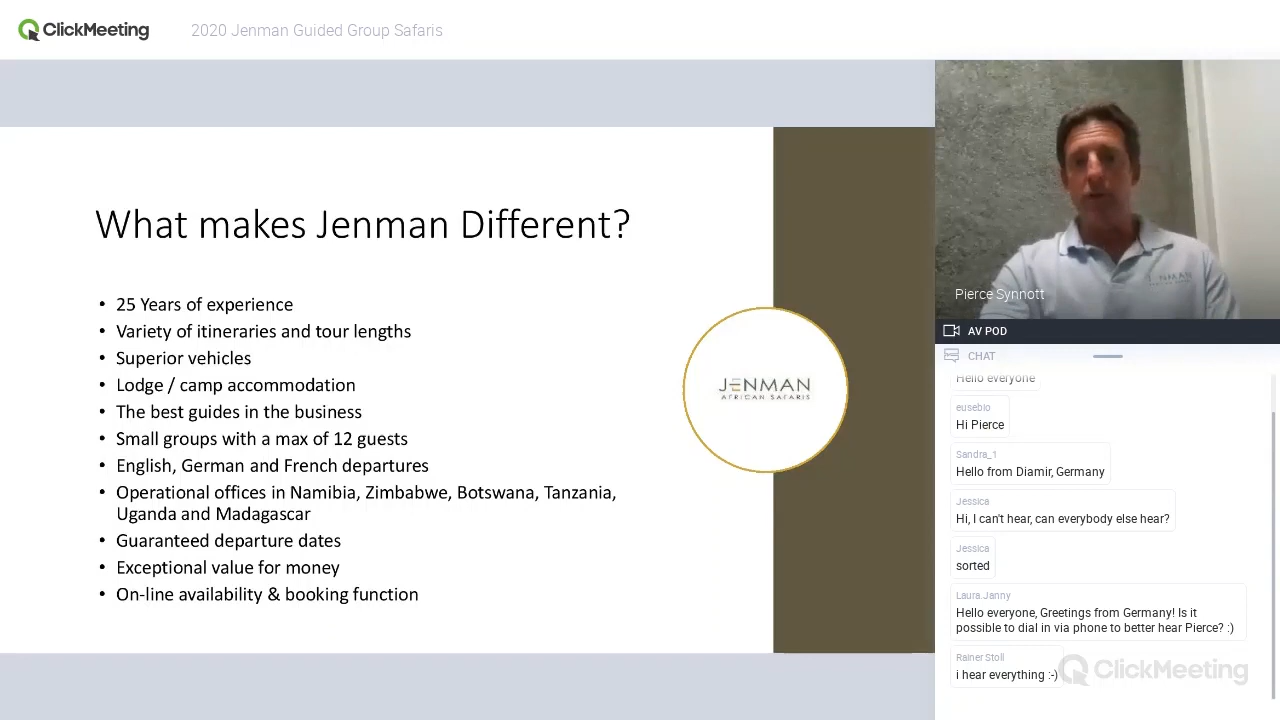 ClickMeeting
2020 Jenman Guided Group Safaris
What makes Jenman Different?
• 25 Years of experience
• Variety of itineraries and tour lengths
• Superior vehicles
• Lodge / camp accommodation
• The best guides in the business
• Small groups with a max of 12 guests
• English, German and French departures
• Operational offices in Namibia, Zimbabwe, Botswana, Tanzania,
Uganda and Madagascar
• Guaranteed departure dates
• Exceptional value for money
• On-line availability & booking function
JENMAN
AFRICAN SAFARIS
JENMAN
Pierce Synnott
AV POD
CHAT
Hello everyone
eusebio
Hi Pierce
Sandra_1
Hello from Diamir, Germany
Jessica
Hi, I can't hear, can everybody else hear?
Jessica
sorted
Laura.Janny
Hello everyone, Greetings from Germany! Is it
possible to dial in via phone to better hear Pierce? :)
Rainer Stoll
i hear everything :-)
ClickMeeting